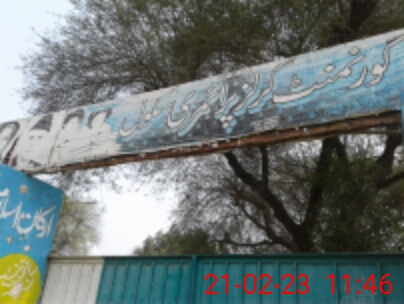 گورنمنٹ گرلز پرائمری سکول
ارکان اسلام
21-02-23 11:46